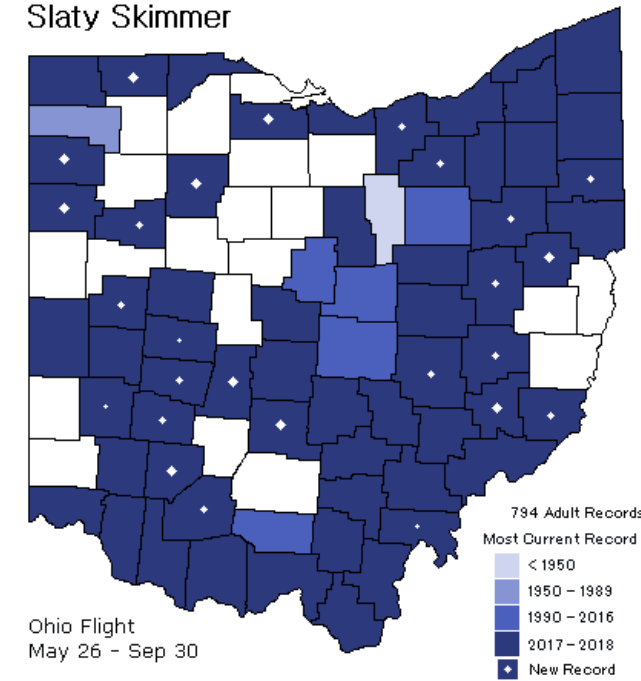 Slaty Skimmer
794 Adult Records
Most Current Record
< 1950
1950 - 1989
1990 - 2016
2017 - 2018
New Record
Ohio Flight
May 26 - Sep 30